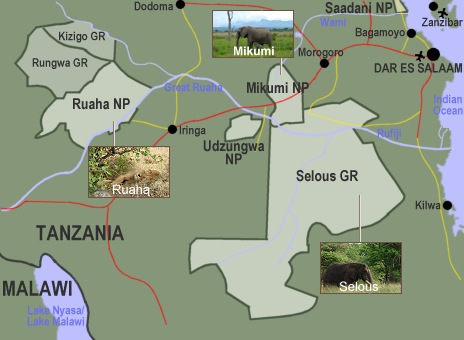 Dodoma
Saadani NP
Wami
Zanzibar
Kizigo GR
Mikumi
Bagamoyo
Morogoro
Rungwa GR
DAR ES SALAAM
Great Ruaha
Mikumi NP
Ruaha NP
Indian
Ocean
Iringa
Rufiji
Udzungwa
NP
Selous GR
Ruaha
Kilwa
TANZANIA
MALAWI
Selous
Lake Nyasa/
Lake Malawi